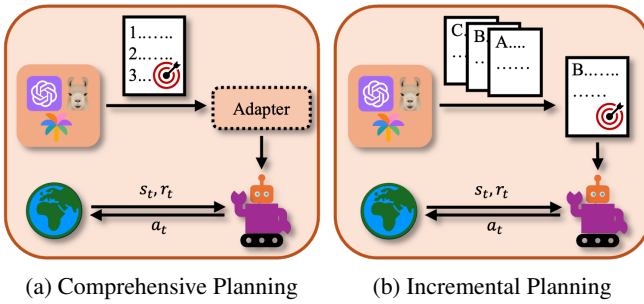 1.......
2.......
3...
Adapter
s_t, r_t
a_t
(a) Comprehensive Planning
C.
......
B.
......
A....
......
B.......
......
s_t, r_t
a_t
(b) Incremental Planning